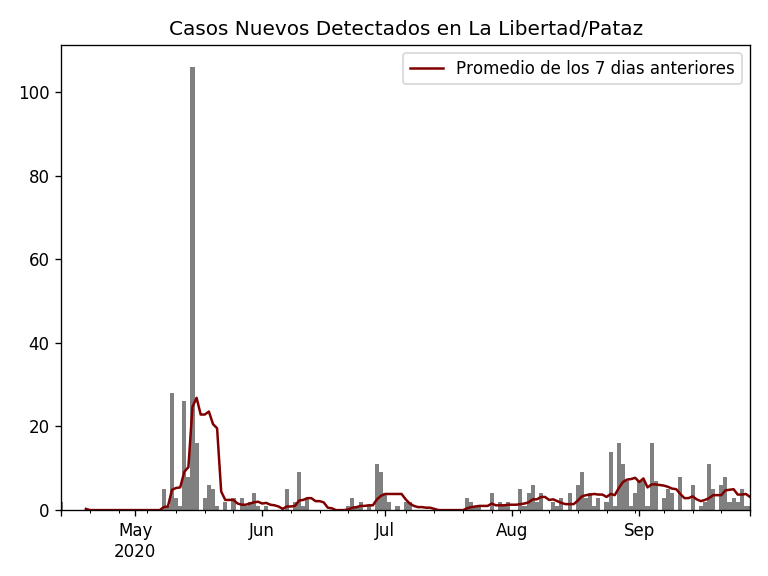 Casos Nuevos Detectados en La Libertad/Pataz
Promedio de los 7 dias anteriores
100
80
60
40
20
0
May Jun Jul Aug Sep
2020